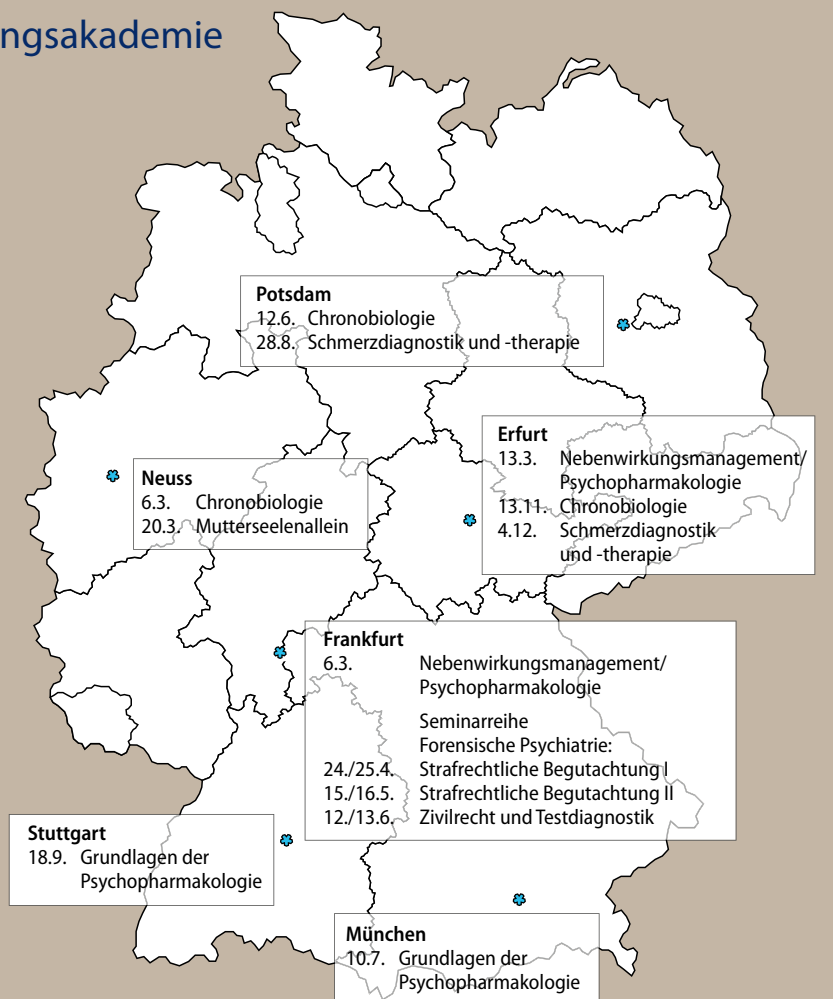 ngsakademie
Potsdam
12.6. Chronobiologie
28.8. Schmerzdiagnostik und -therapie
Erfurt
13.3. Nebenwirkungsmanagement/
Psychopharmakologie
13.11. Chronobiologie
4.12. Schmerzdiagnostik
und -therapie
Neuss
6.3. Chronobiologie
20.3. Mutterseelenallein
Frankfurt
6.3. Nebenwirkungsmanagement/
Psychopharmakologie
Seminarreihe
Forensische Psychiatrie:
24./25.4. Strafrechtliche Begutachtung I
15./16.5. Strafrechtliche Begutachtung II
12./13.6. Zivilrecht und Testdiagnostik
Stuttgart
18.9. Grundlagen der
Psychopharmakologie
München
10.7. Grundlagen der
Psychopharmakologie